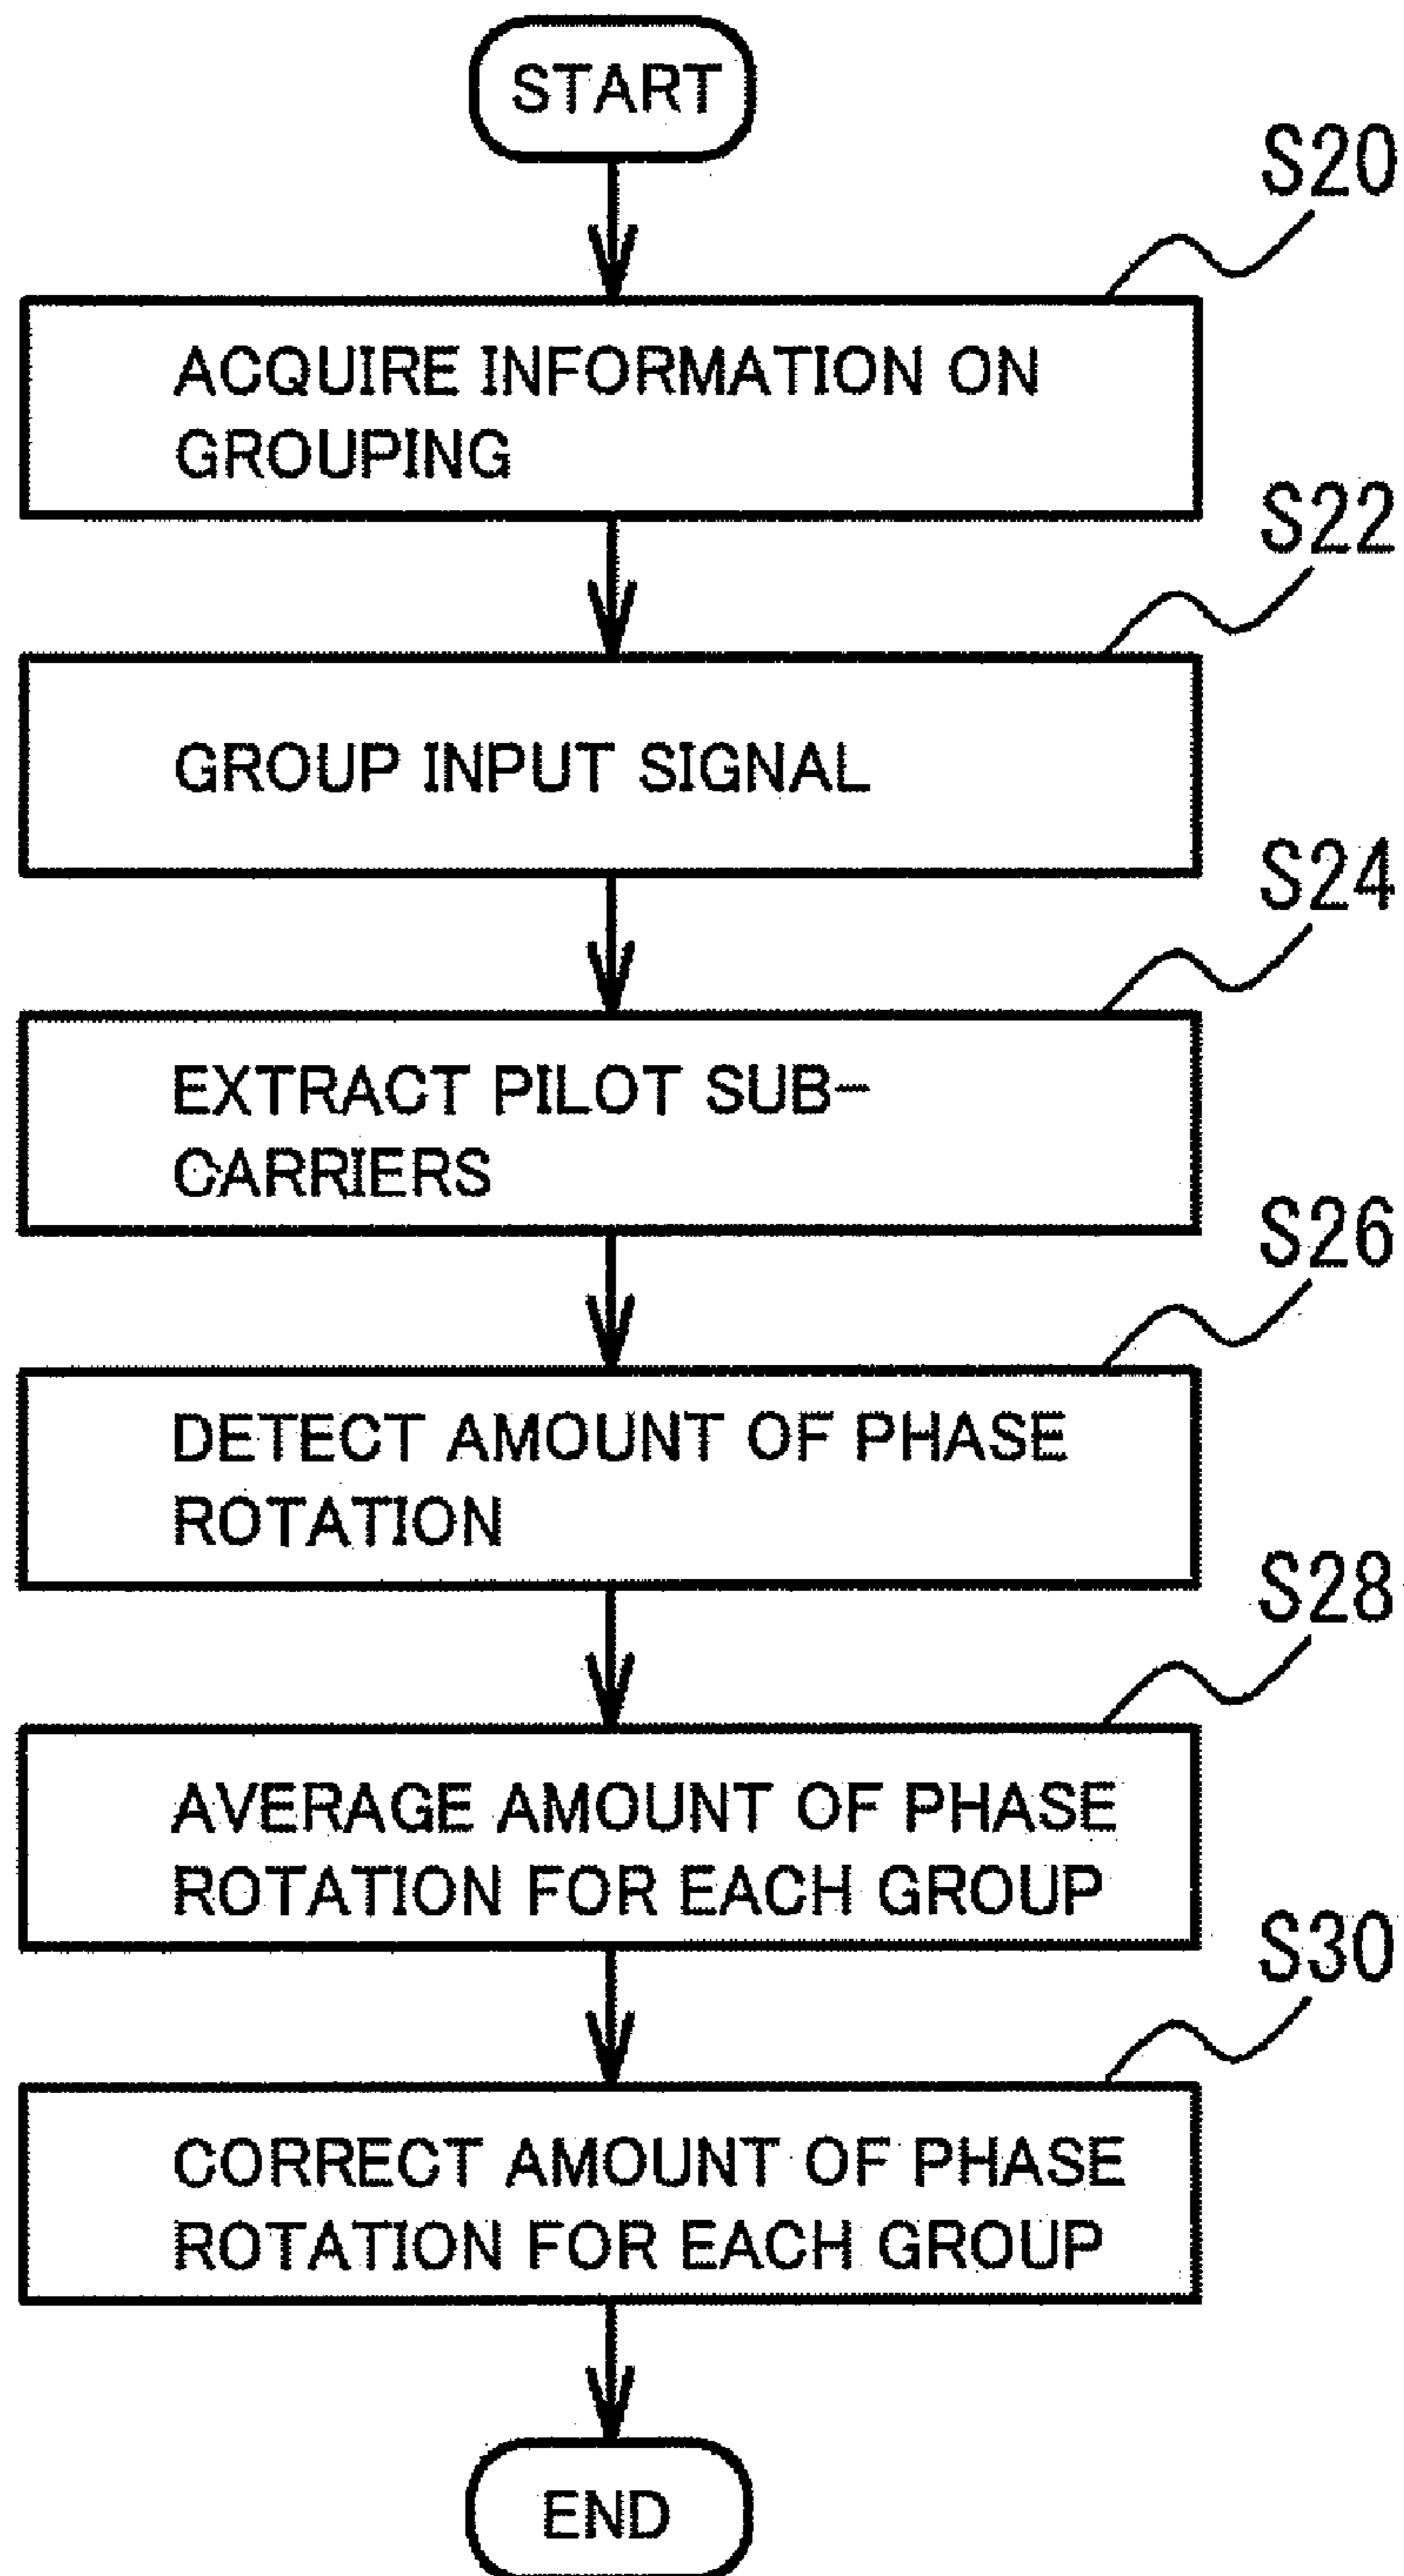 START
S20
ACQUIRE INFORMATION ON
GROUPING
S22
GROUP INPUT SIGNAL
S24
EXTRACT PILOT SUB-
CARRIERS
S26
DETECT AMOUNT OF PHASE
ROTATION
S28
AVERAGE AMOUNT OF PHASE
ROTATION FOR EACH GROUP
S30
CORRECT AMOUNT OF PHASE
ROTATION FOR EACH GROUP
END